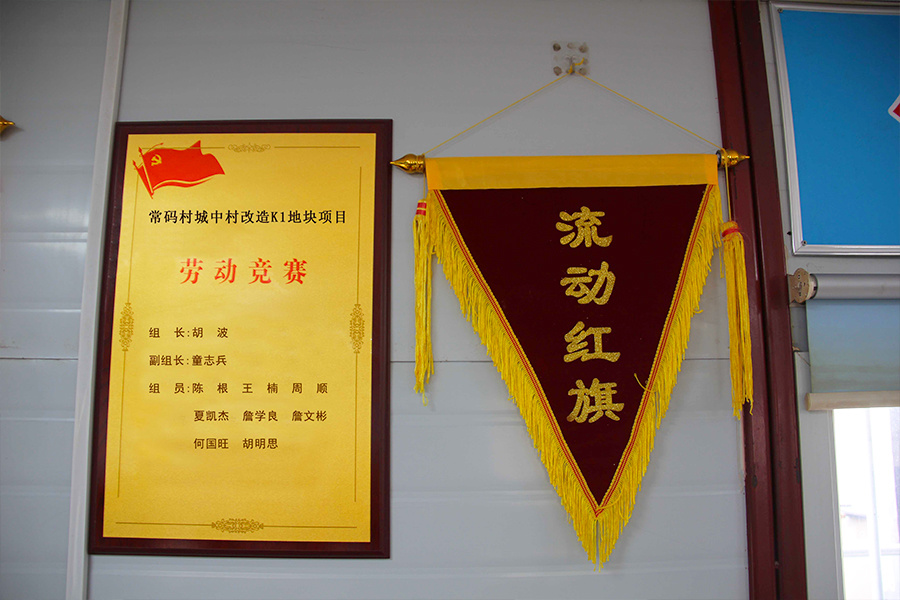 常码村城中村改造K1地块项目
劳动竞赛
组 长:胡 波
副组长:童志兵
组 员:陈 根 王 楠 周 顺
夏凯杰 詹学良 詹文彬
何国旺 胡明思
流动红旗